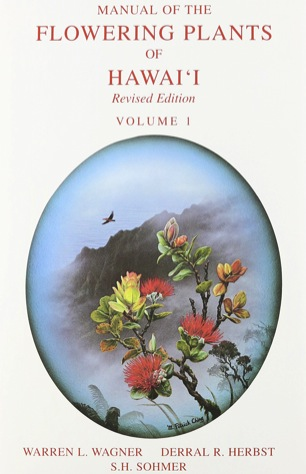 MANUAL OF THE
FLOWERING PLANTS
OF
HAWAI‘I
Revised Edition
VOLUME 1
WARREN L. WAGNER DERRAL R. HERBST
S.H. SOHMER